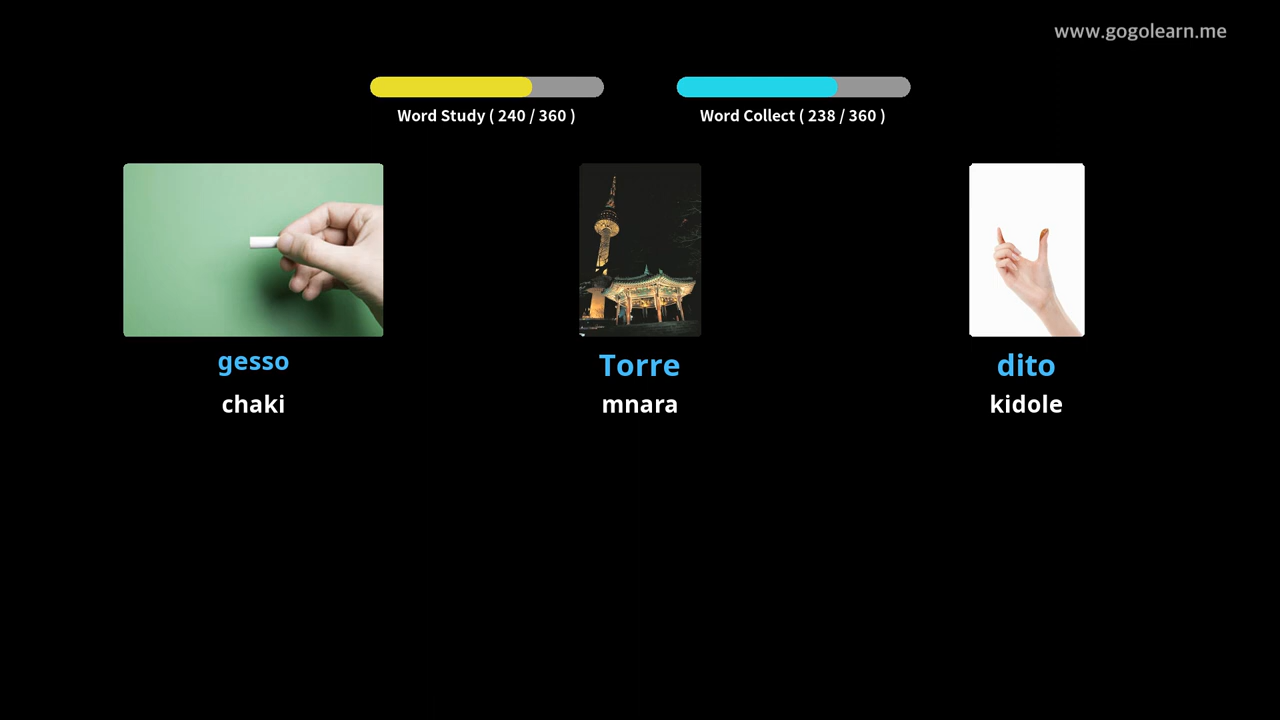 www.gogolearn.me
Word Study ( 240 / 360 )
Word Collect ( 238 / 360 )
gesso
Torre
dito
chaki
mnara
kidole